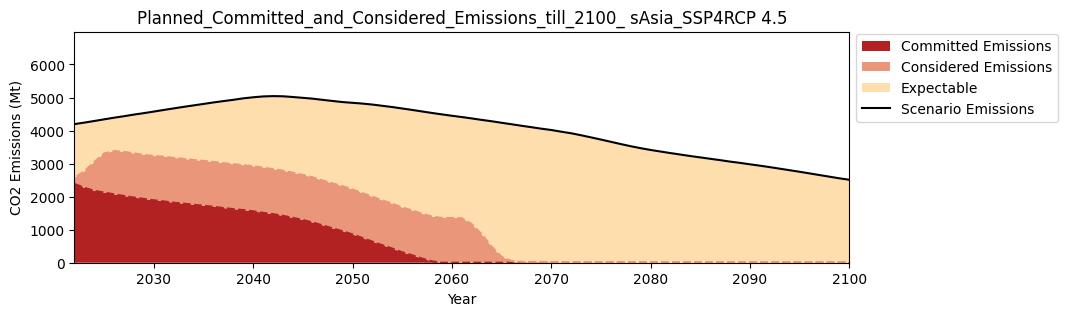 Planned_Committed_and_Considered_Emissions_till_2100_ sAsia_SSP4RCP 4.5
Committed Emissions
Considered Emissions
Expectable
Scenario Emissions
CO2 Emissions (Mt)
6000
5000
4000
3000
2000
1000
0
2030
2040
2050
2060
2070
2080
2090
2100
Year